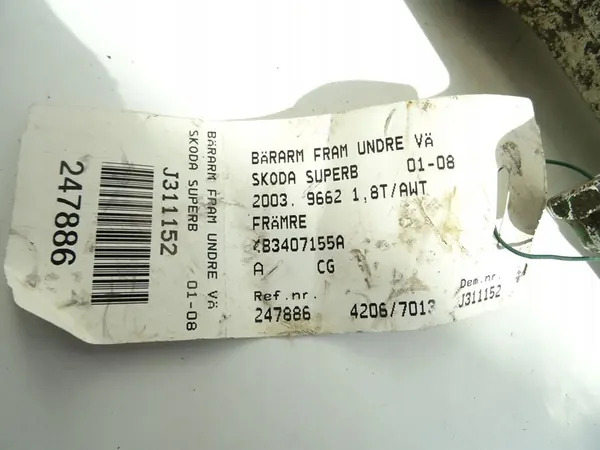 BÄRARM FRAM UNDRE VÄ
SKODA SUPERB 01-08
2003. 9662 1,8T/AWT
FRÄMRE
B3407155A
A CG
Ref.nr. Dem.nr.
247886 4206/7013 J311152
BÄRARM FRAM UNDRE VÄ
SKODA SUPERB 01-08
J311152
247886